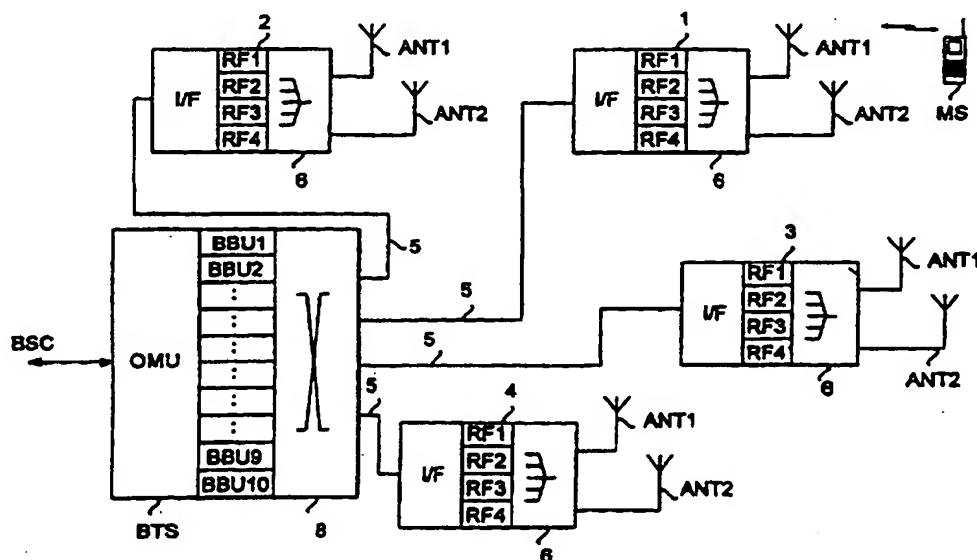 2
1
I/F
RF1
RF2
RF3
RF4
ANT1
ANT2
6
I/F
RF1
RF2
RF3
RF4
ANT1
ANT2
6
MS
BSC
OMU
BBU1
BBU2
BBU9
BBU10
BTS
8
5
5
5
5
3
I/F
RF1
RF2
RF3
RF4
ANT1
ANT2
6
4
I/F
RF1
RF2
RF3
RF4
ANT1
ANT2
6